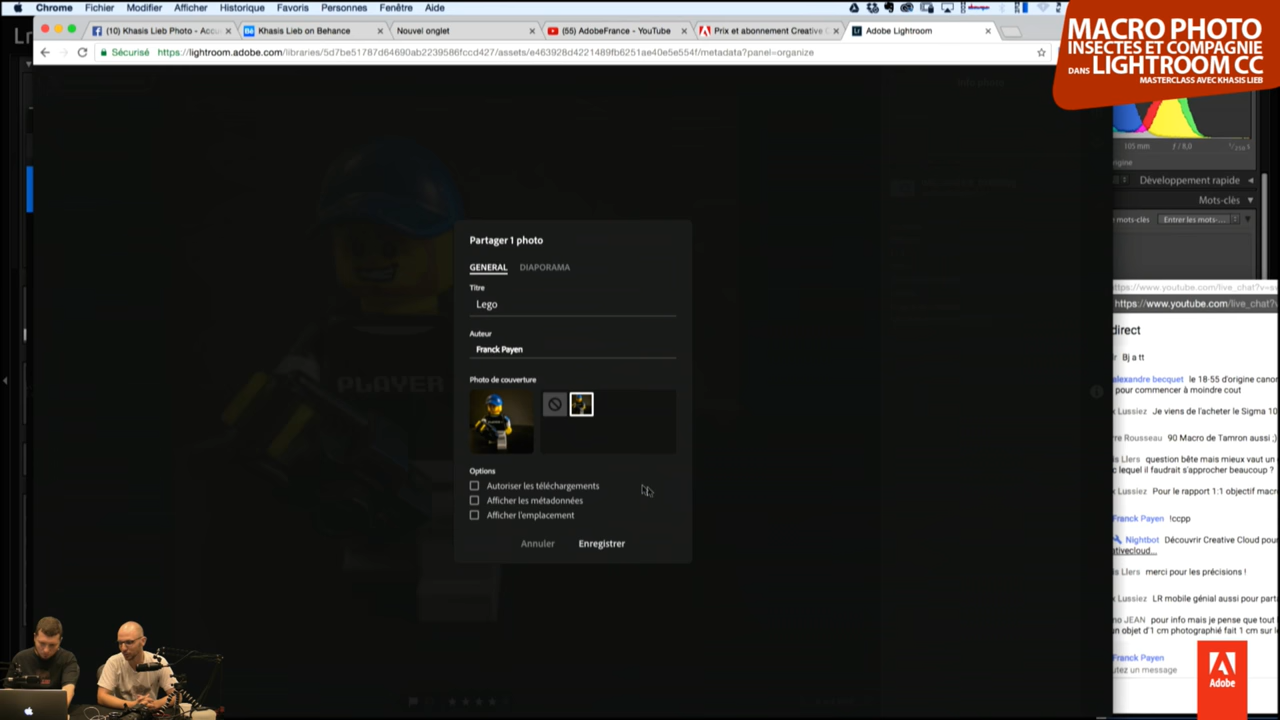 Chrome Fichier Modifier Afficher Historique Favoris Personnes Fenêtre Aide
(10) Khasis Lieb Photo - Accu
Khasis Lieb on Behance
Nouvel onglet
(55) AdobeFrance - YouTube
Prix et abonnement Creative C
Adobe Lightroom
Sécurisé https://lightroom.adobe.com/libraries/5d7be51787d64690ab2239586fccd427/assets/e463928d4221489fb6251ae40e5e554f/metadata?panel=organize
MACRO PHOTO
INSECTES ET COMPAGNIE
DANS LIGHTROOM CC
MASTERCLASS AVEC KHASIS LIEB
105 mm f / 8,0
Développement rapide
Mots-clés
mots-clés Entrer les mots-...
PLAYER
Partager 1 photo
GENERAL DIAPORAMA
Titre
Lego
Auteur
Franck Payen
Photo de couverture
Options
Autoriser les téléchargements
Afficher les métadonnées
Afficher l'emplacement
Annuler Enregistrer
https://www.youtube.com/live_chat?v
direct
Bj a tt
alexandre becquet le 18-55 d'origine canon
pour commencer à moindre cout
Lussiez Je viens de l'acheter le Sigma 10
Rousseau 90 Macro de Tamron aussi ;)
Llers question bête mais mieux vaut un
lequel il faudrait s'approcher beaucoup ?
Lussiez Pour le rapport 1:1 objectif macr
Franck Payen !ccpp
Nightbot Découvrir Creative Cloud pour
ativecloud...
Llers merci pour les précisions !
Lussiez LR mobile génial aussi pour part
JEAN pour info mais je pense que tout
un objet d'1 cm photographié fait 1 cm sur l
Franck Payen
utez un message
Adobe